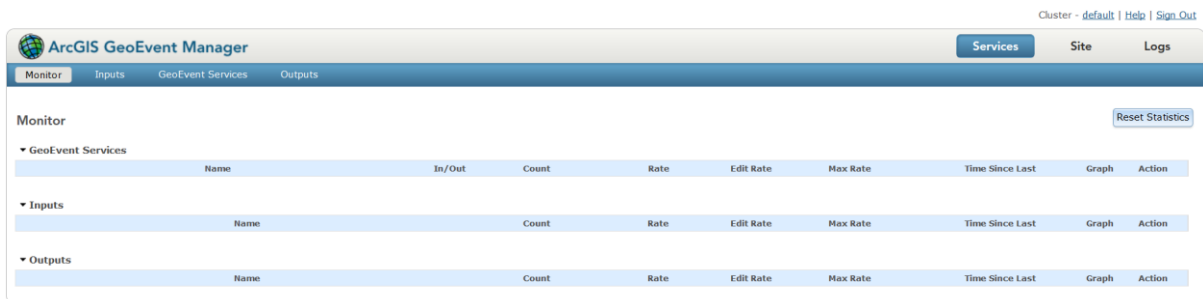 Cluster - default | Help | Sign Out
ArcGIS GeoEvent Manager Services Site Logs
Monitor Inputs GeoEvent Services Outputs
Monitor Reset Statistics
GeoEvent Services
Name In/Out Count Rate Edit Rate Max Rate Time Since Last Graph Action
Inputs
Name Count Rate Edit Rate Max Rate Time Since Last Graph Action
Outputs
Name Count Rate Edit Rate Max Rate Time Since Last Graph Action